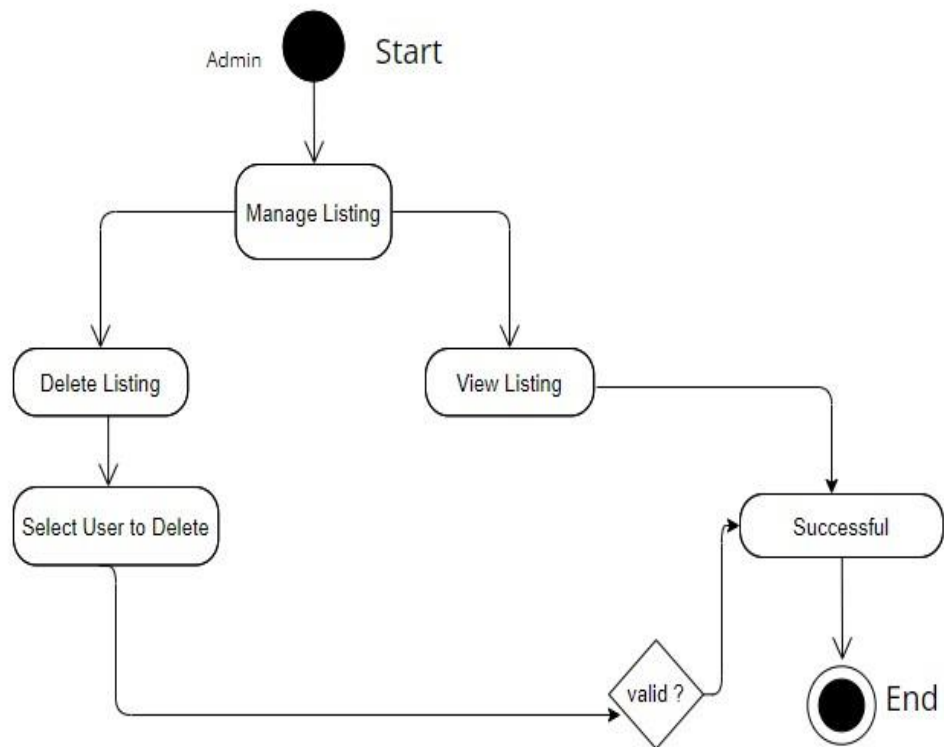 Admin
Start
Manage Listing
Delete Listing
View Listing
Select User to Delete
Successful
valid ?
End